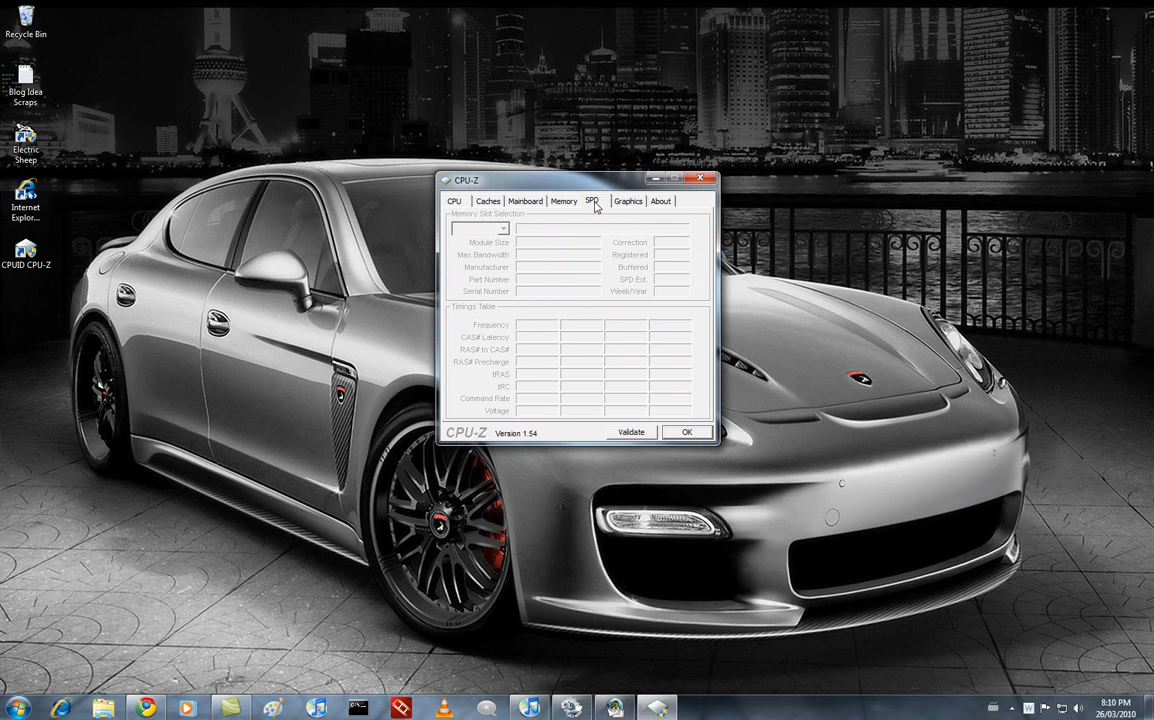 Recycle Bin
Blog Idea
Scraps
Electric
Sheep
Internet
Explor...
CPUID CPU-Z
CPU-Z
CPU Caches Mainboard Memory SPD Graphics About
Memory Slot Selection
Module Size Correction
Max Bandwidth Registered
Manufacturer Buffered
Part Number SPD Ext.
Serial Number Week/Year
Timings Table
Frequency
CAS# Latency
RAS# to CAS#
RAS# Precharge
tRAS
tRC
Command Rate
Voltage
CPU-Z Version 1.54 Validate OK
8:10 PM
26/03/2010